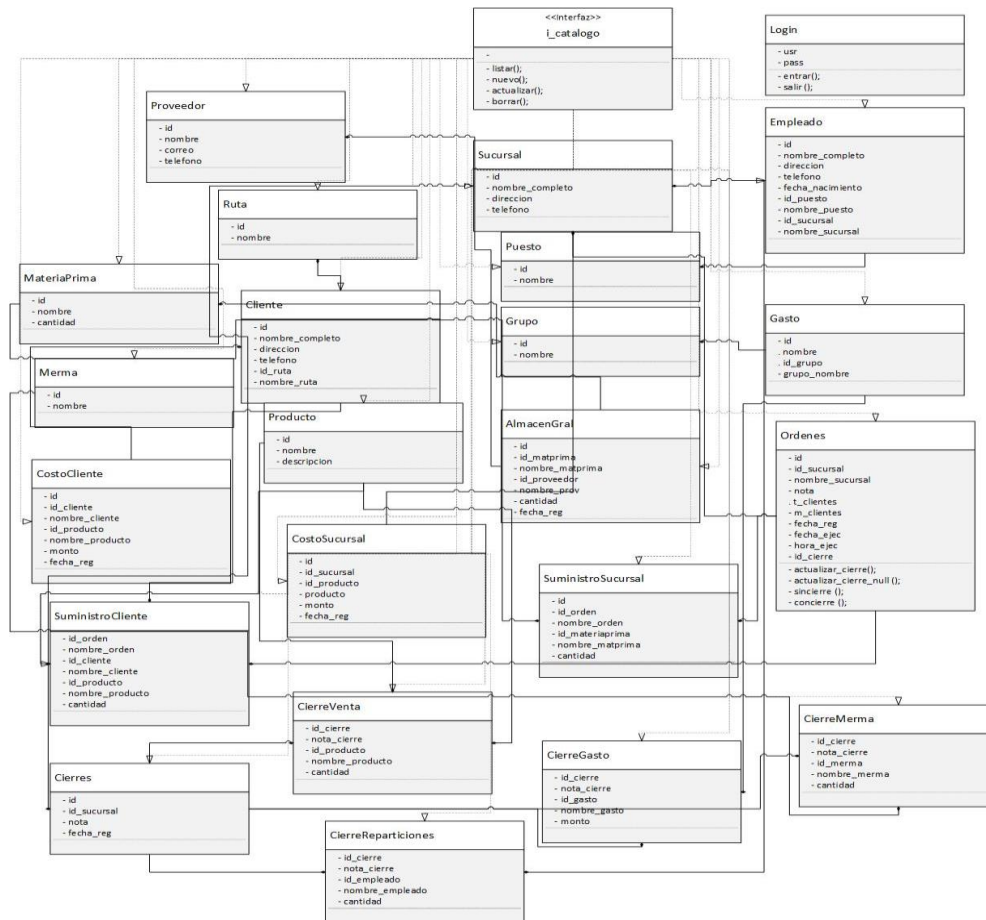 <<Interfaz>>
i_catalogo
-
- listar();
- nuevo();
- actualizar();
- borrar();
Login
- usr
- pass
- entrar();
- salir ();
Proveedor
- id
- nombre
- correo
- telefono
Sucursal
- id
- nombre_completo
- direccion
- telefono
Empleado
- id
- nombre_completo
- direccion
- telefono
- fecha_nacimiento
- id_puesto
- nombre_puesto
- id_sucursal
- nombre_sucursal
Ruta
- id
- nombre
Puesto
- id
- nombre
MateriaPrima
- id
- nombre
- cantidad
Cliente
- id
- nombre_completo
- direccion
- telefono
- id_ruta
- nombre_ruta
Grupo
- id
- nombre
Gasto
- id
. nombre
. id_grupo
- grupo_nombre
Merma
- id
- nombre
Producto
- id
- nombre
- descripcion
AlmacenGral
- id
- id_matprima
- nombre_matprima
- id_proveedor
- nombre_prov
- cantidad
- fecha_reg
Ordenes
- id
- id_sucursal
- nombre_sucursal
- nota
. t_clientes
- m_clientes
- fecha_reg
- fecha_ejec
- hora_ejec
- id_cierre
- actualizar_cierre();
- actualizar_cierre_null ();
- sincierre ();
- concierre ();
CostoCliente
- id
- id_cliente
- nombre_cliente
- id_producto
- nombre_producto
- monto
- fecha_reg
CostoSucursal
- id
- id_sucursal
- id_producto
- producto
- monto
- fecha_reg
SuministroSucursal
- id
- id_orden
- nombre_orden
- id_materiaprima
- nombre_matprima
- cantidad
SuministroCliente
- id_orden
- nombre_orden
- id_cliente
- nombre_cliente
- id_producto
- nombre_producto
- cantidad
CierreVenta
- id_cierre
- nota_cierre
- id_producto
- nombre_producto
- cantidad
CierreMerma
- id_cierre
- nota_cierre
- id_merma
- nombre_merma
- cantidad
CierreGasto
- id_cierre
- nota_cierre
- id_gasto
- nombre_gasto
- monto
Cierres
- id
- id_sucursal
- nota
- fecha_reg
CierreReparticiones
- id_cierre
- nota_cierre
- id_empleado
- nombre_empleado
- cantidad